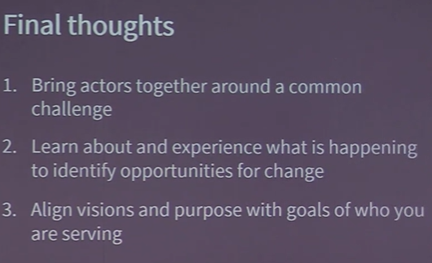 Final thoughts
1. Bring actors together around a common
challenge
2. Learn about and experience what is happening
to identify opportunities for change
3. Align visions and purpose with goals of who you
are serving